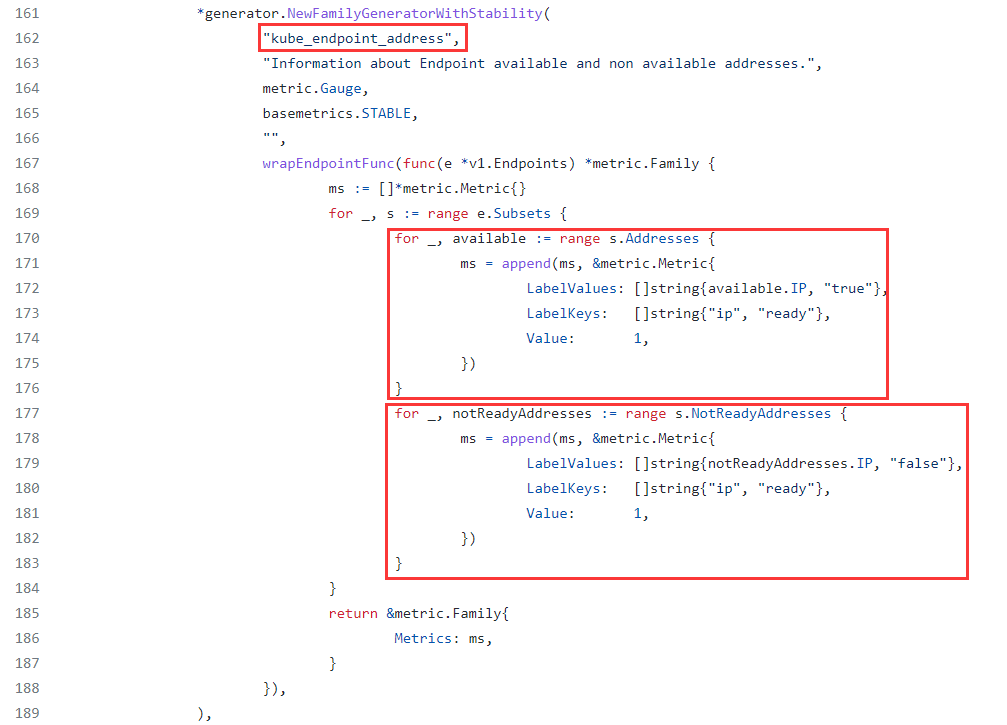 161 *generator.NewFamilyGeneratorWithStability(
162 "kube_endpoint_address",
163 "Information about Endpoint available and non available addresses.",
164 metric.Gauge,
165 basemetrics.STABLE,
166 "",
167 wrapEndpointFunc(func(e *v1.Endpoints) *metric.Family {
168 ms := []*metric.Metric{}
169 for _, s := range e.Subsets {
170 for _, available := range s.Addresses {
171 ms = append(ms, &metric.Metric{
172 LabelValues: []string{available.IP, "true"},
173 LabelKeys: []string{"ip", "ready"},
174 Value: 1,
175 })
176 }
177 for _, notReadyAddresses := range s.NotReadyAddresses {
178 ms = append(ms, &metric.Metric{
179 LabelValues: []string{notReadyAddresses.IP, "false"},
180 LabelKeys: []string{"ip", "ready"},
181 Value: 1,
182 })
183 }
184 }
185 return &metric.Family{
186 Metrics: ms,
187 }
188 }),
189 ),